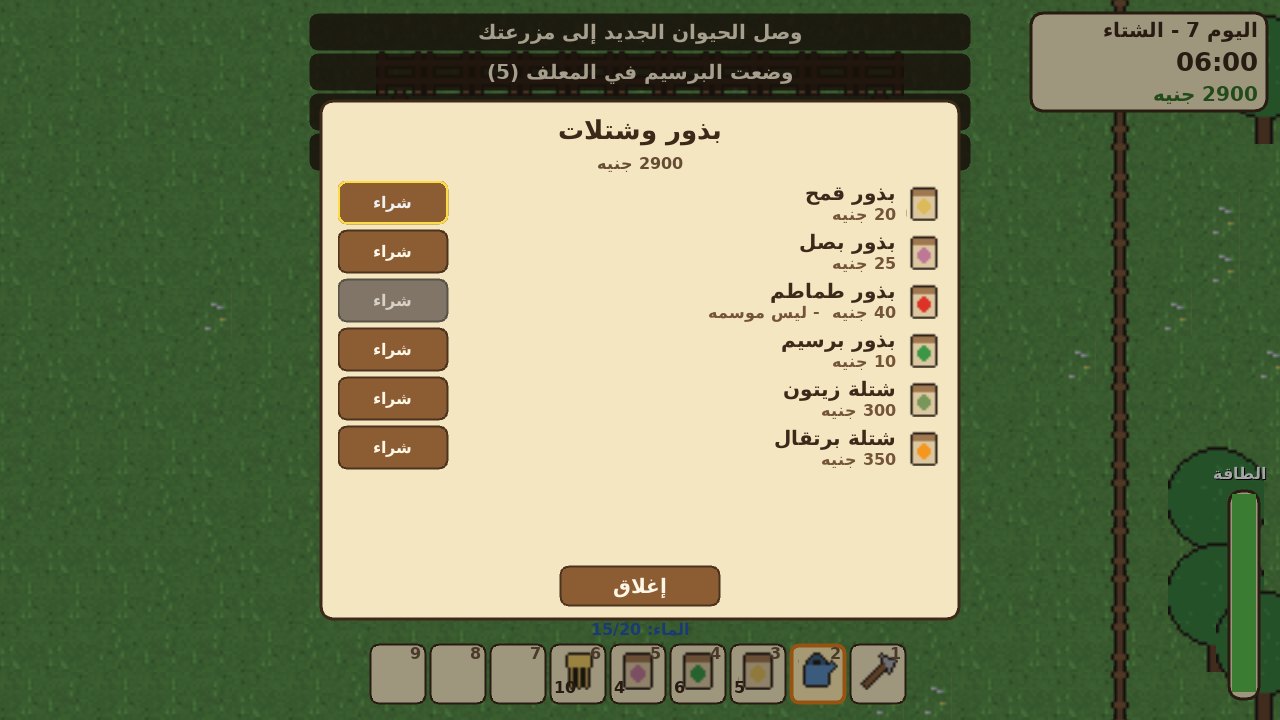 وصل الحيوان الجديد إلى مزرعتك
وضعت البرسيم في المعلف (5)
اليوم 7 - الشتاء
06:00
2900 جنيه
بذور وشتلات
2900 جنيه
بذور قمح
20 جنيه
شراء
بذور بصل
25 جنيه
شراء
بذور طماطم
40 جنيه - ليس موسمه
شراء
بذور برسيم
10 جنيه
شراء
شتلة زيتون
300 جنيه
شراء
شتلة برتقال
350 جنيه
شراء
إغلاق
الطاقة
الماء: 15/20
1
2
3
5
4
6
5
4
6
10
7
8
9